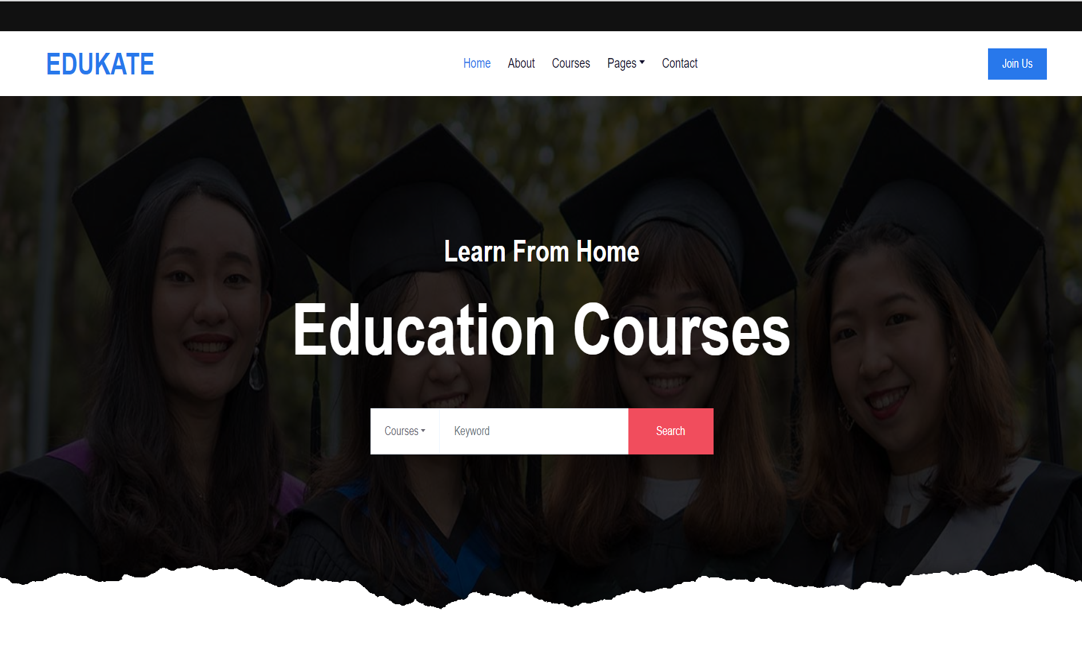 EDUKATE
Home About Courses Pages Contact
Join Us
Learn From Home
Education Courses
Courses Keyword Search